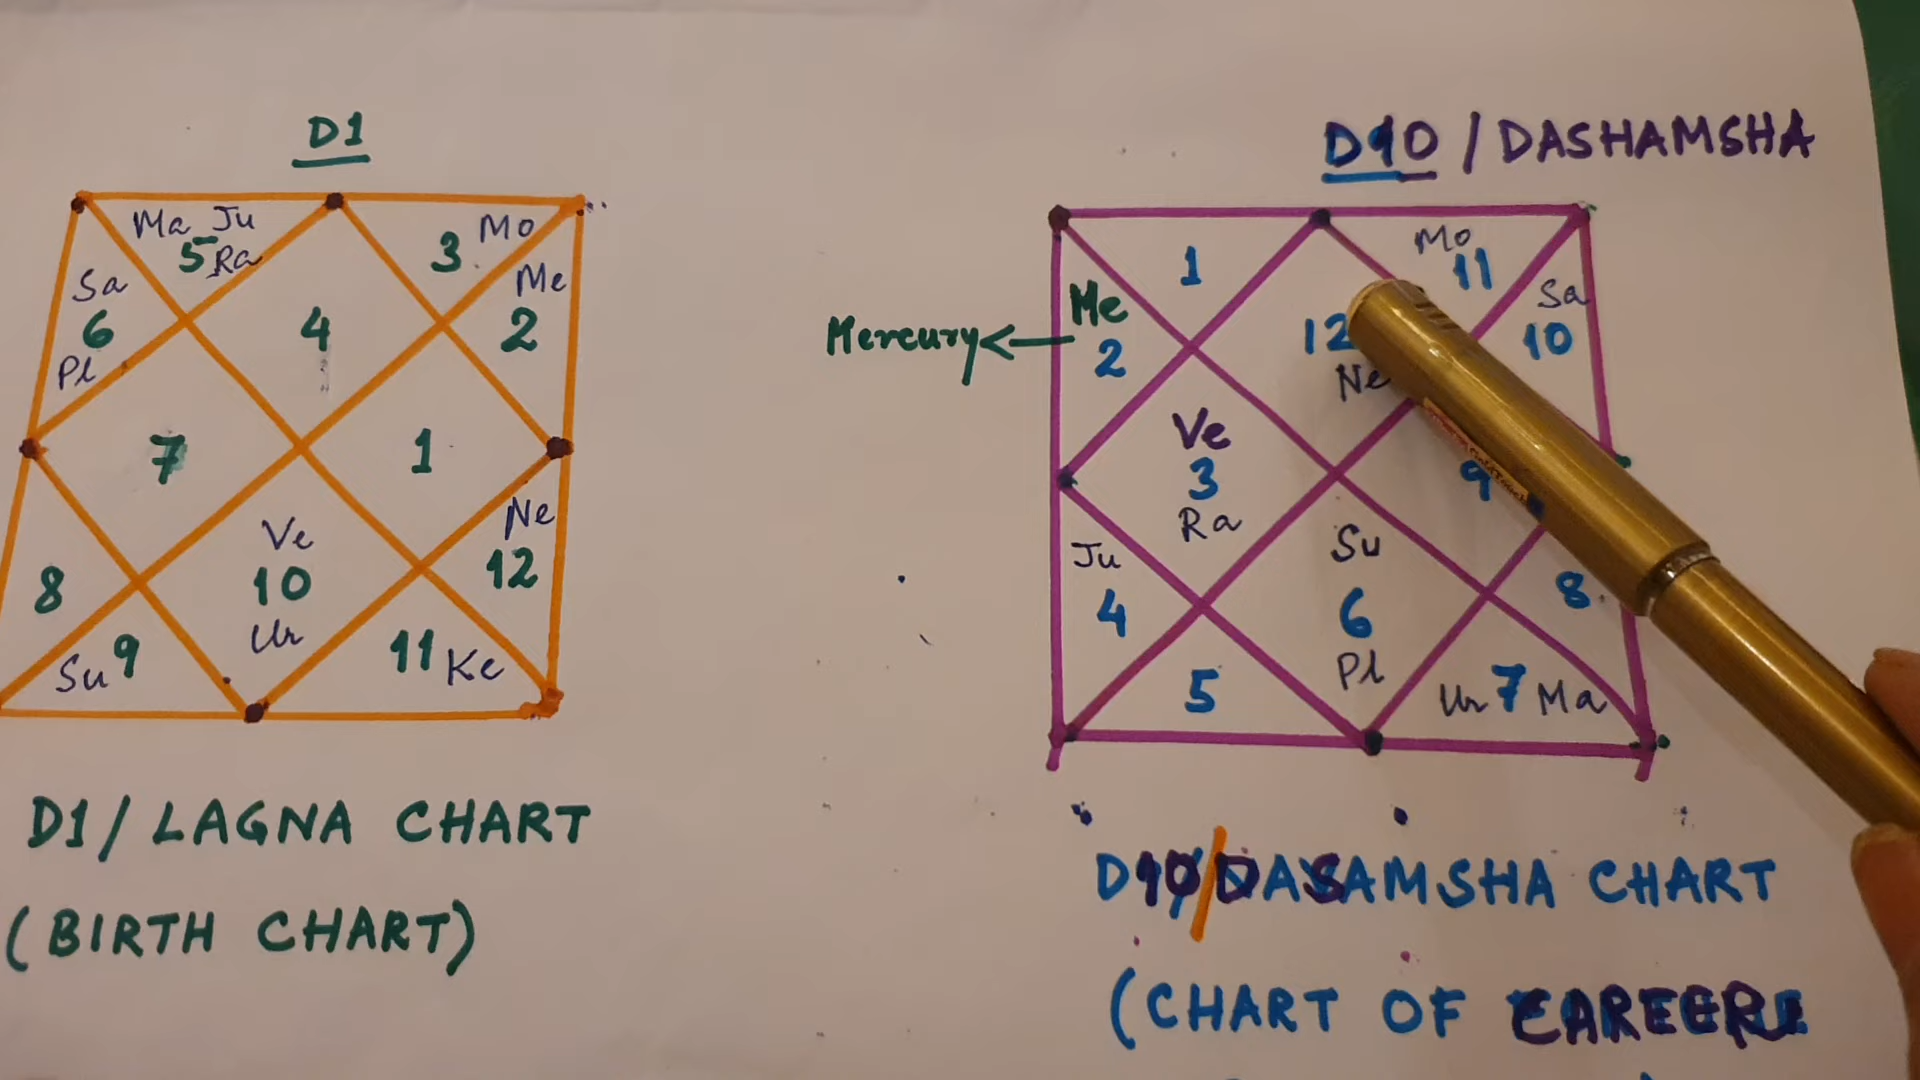 D1
D10 / DASHAMSHA
Ma Ju
5 Ra
3 Mo
Sa
6
Pl
4
Me
2
7
1
8
Su 9
Ve
10
Ur
11 Ke
Ne
12
1
Mo
11
Me
2
Mercury
12
Ne
Sa
10
Ve
3
Ra
9
Ju
4
5
Su
6
Pl
8
Ur 7 Ma
D1/ LAGNA CHART
(BIRTH CHART)
D10/DASAMSHA CHART
(CHART OF CAREER